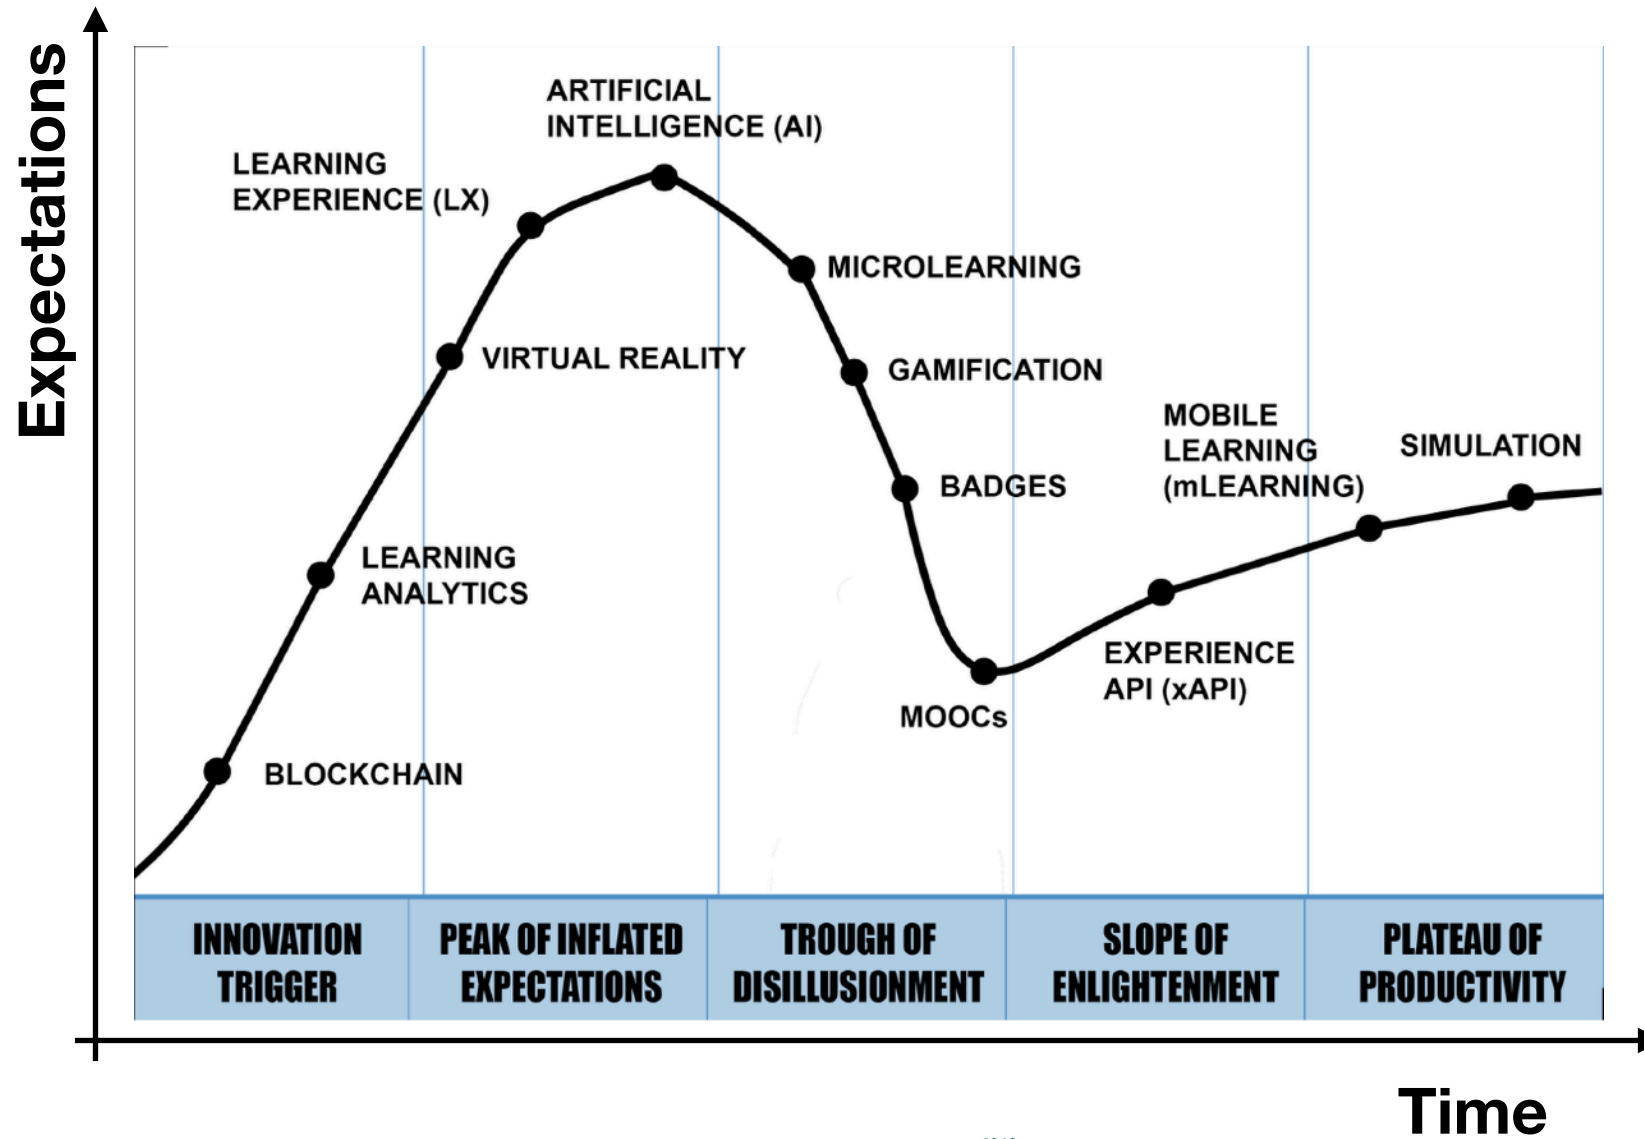 Expectations
ARTIFICIAL
INTELLIGENCE (AI)
LEARNING
EXPERIENCE (LX)
MICROLEARNING
VIRTUAL REALITY
GAMIFICATION
MOBILE
LEARNING
(mLEARNING)
SIMULATION
BADGES
LEARNING
ANALYTICS
EXPERIENCE
API (xAPI)
MOOCs
BLOCKCHAIN
INNOVATION
TRIGGER
PEAK OF INFLATED
EXPECTATIONS
TROUGH OF
DISILLUSIONMENT
SLOPE OF
ENLIGHTENMENT
PLATEAU OF
PRODUCTIVITY
Time